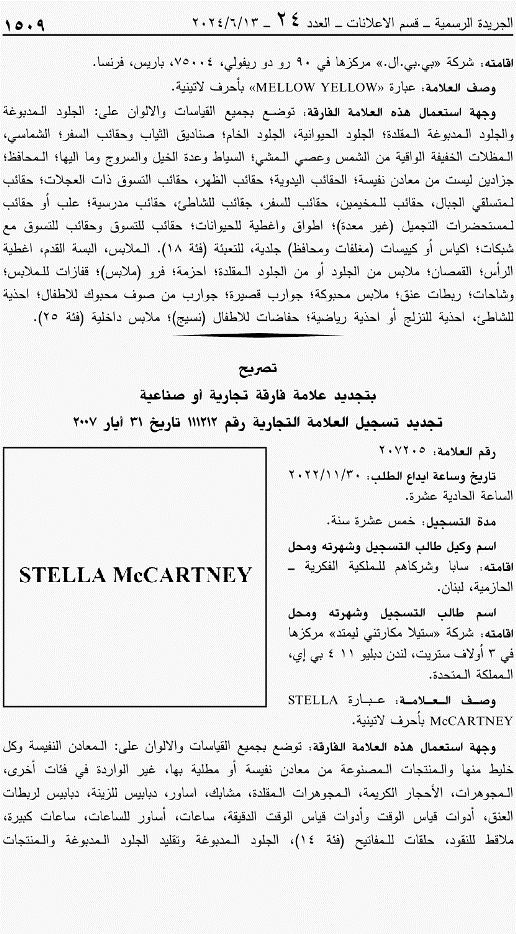 الجريدة الرسمية ـ قسم الاعلانات ـ العدد ٢٤ ـ ٢٠٢٤/٦/١٣ ١٥٠٩
اقامته: شركة «بي.بي.ال.» مركزها في ٩٠ رو دو ريفولي، ٧٥٠٠٤، باريس، فرنسا.
وصف العلامة: عبارة «MELLOW YELLOW» بأحرف لاتينية.
وجهة استعمال هذه العلامة الفارقة: توضع بجميع القياسات والالوان على: الجلود المدبوغة
والجلود المدبوغة المقلدة؛ الجلود الحيوانية، الجلود الخام؛ صناديق الثياب وحقائب السفر؛ الشماسي،
المظلات الخفيفة الواقية من الشمس وعصي المشي؛ السياط وعدة الخيل والسروج وما اليها؛ المحافظ؛
جزادين ليست من معادن نفيسة؛ الحقائب اليدوية؛ حقائب الظهر، حقائب التسوق ذات العجلات؛ حقائب
لمتسلقي الجبال، حقائب للمخيمين، حقائب للسفر، حقائب للشاطئ، حقائب مدرسية؛ علب أو حقائب
لمستحضرات التجميل (غير معدة)؛ اطواق واغطية للحيوانات؛ حقائب للتسوق وحقائب للتسوق مع
شبكات؛ اكياس أو كييسات (مغلفات ومحافظ) جلدية، للتعبئة (فئة ١٨). الملابس، البسة القدم، اغطية
الرأس؛ القمصان؛ ملابس من الجلود أو من الجلود المقلدة؛ احزمة؛ فرو (ملابس)؛ قفازات للملابس؛
وشاحات؛ ربطات عنق؛ ملابس محبوكة؛ جوارب قصيرة؛ جوارب من صوف محبوك للاطفال؛ احذية
للشاطئ، احذية للتزلج أو احذية رياضية؛ حفاضات للاطفال (نسيج)؛ ملابس داخلية (فئة ٢٥).
تصريح
بتجديد علامة فارقة تجارية أو صناعية
تجديد تسجيل العلامة التجارية رقم ١١١٢١٢ تاريخ ٣١ أيار ٢٠٠٧
رقم العلامة: ٢٠٧٢٠٥
تاريخ وساعة ايداع الطلب: ٢٠٢٢/١١/٣٠
الساعة الحادية عشرة.
مدة التسجيل: خمس عشرة سنة.
اسم وكيل طالب التسجيل وشهرته ومحل
اقامته: سابا وشركاهم للملكية الفكرية ـ
الحازمية، لبنان.
اسم طالب التسجيل وشهرته ومحل
اقامته: شركة «ستيلا مكارتني ليمتد» مركزها
في ٣ أولاف ستريت، لندن دبليو ١١ ٤ بي إي،
المملكة المتحدة.
وصف العلامة: عبارة STELLA
McCARTNEY بأحرف لاتينية.
STELLA McCARTNEY
وجهة استعمال هذه العلامة الفارقة: توضع بجميع القياسات والالوان على: المعادن النفيسة وكل
خليط منها والمنتجات المصنوعة من معادن نفيسة أو مطلية بها، غير الواردة في فئات أخرى،
المجوهرات، الأحجار الكريمة، المجوهرات المقلدة، مشابك، اساور، دبابيس للزينة، دبابيس لربطات
العنق، أدوات قياس الوقت وأدوات قياس الوقت الدقيقة، ساعات، أساور للساعات، ساعات كبيرة،
ملاقط للنقود، حلقات للمفاتيح (فئة ١٤)، الجلود المدبوغة وتقليد الجلود المدبوغة والمنتجات